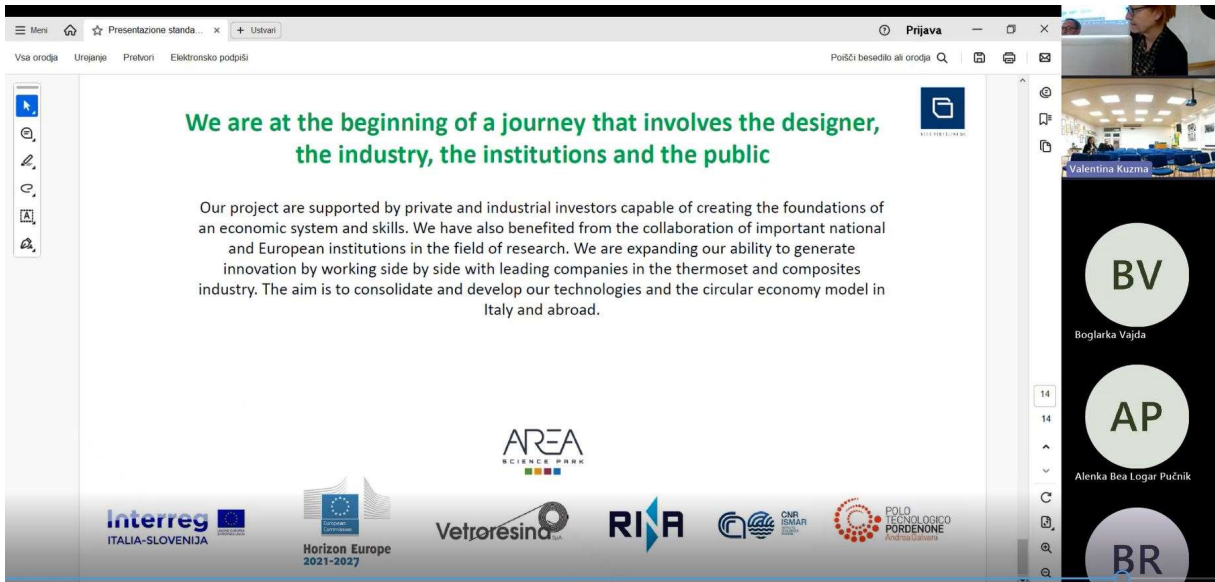 Meni
Presentazione standa... ×
+ Ustvari
Prijava
Vsa orodja Urejanje Pretvori Elektronsko podpiši
Poišči besedilo ali orodja
We are at the beginning of a journey that involves the designer,
the industry, the institutions and the public
Our project are supported by private and industrial investors capable of creating the foundations of
an economic system and skills. We have also benefited from the collaboration of important national
and European institutions in the field of research. We are expanding our ability to generate
innovation by working side by side with leading companies in the thermoset and composites
industry. The aim is to consolidate and develop our technologies and the circular economy model in
Italy and abroad.
AREA
SCIENCE PARK
Interreg
ITALIA-SLOVENIJA
European
Commission
Horizon Europe
2021-2027
Vetroresina SpA
RINA
CNR
ISMAR
POLO
TECNOLOGICO
PORDENONE
Andrea Galvani
14
14
Valentina Kuzma
BV
Boglarka Vajda
AP
Alenka Bea Logar Pučnik
BR